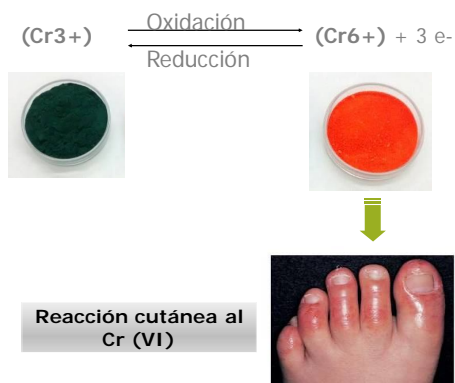 Oxidación
(Cr3+)
(Cr6+) + 3 e-
Reducción
Reacción cutánea al
Cr (VI)